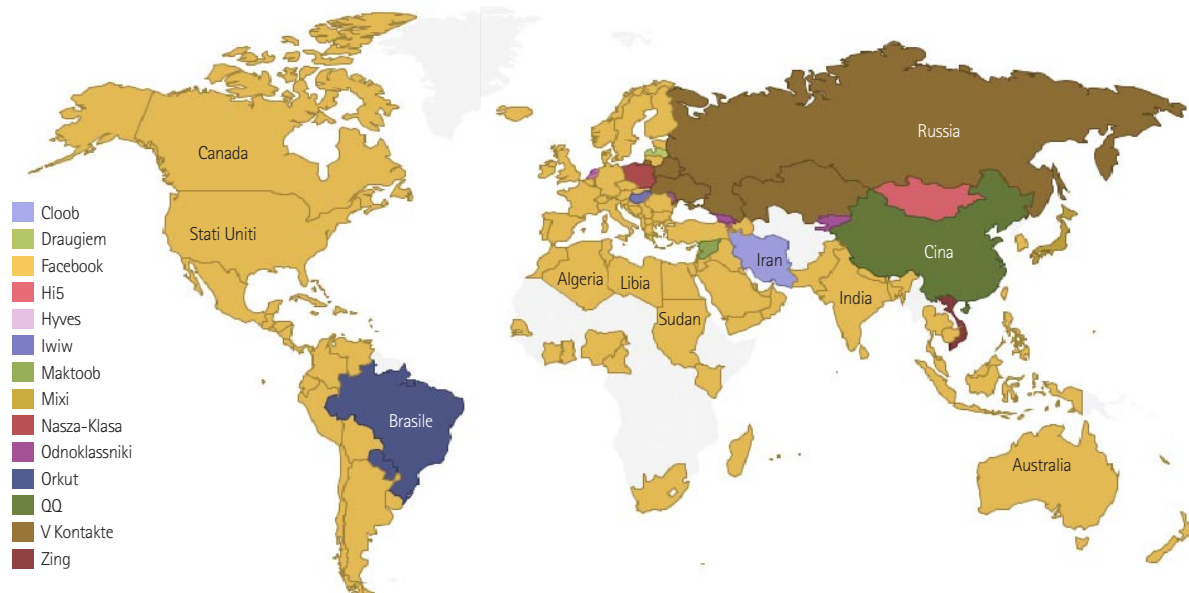 Cloob
Draugiem
Facebook
Hi5
Hyves
Iwiw
Maktoob
Mixi
Nasza-Klasa
Odnoklassniki
Orkut
QQ
V Kontakte
Zing
Canada
Stati Uniti
Brasile
Algeria
Libia
Sudan
Iran
India
Russia
Cina
Australia